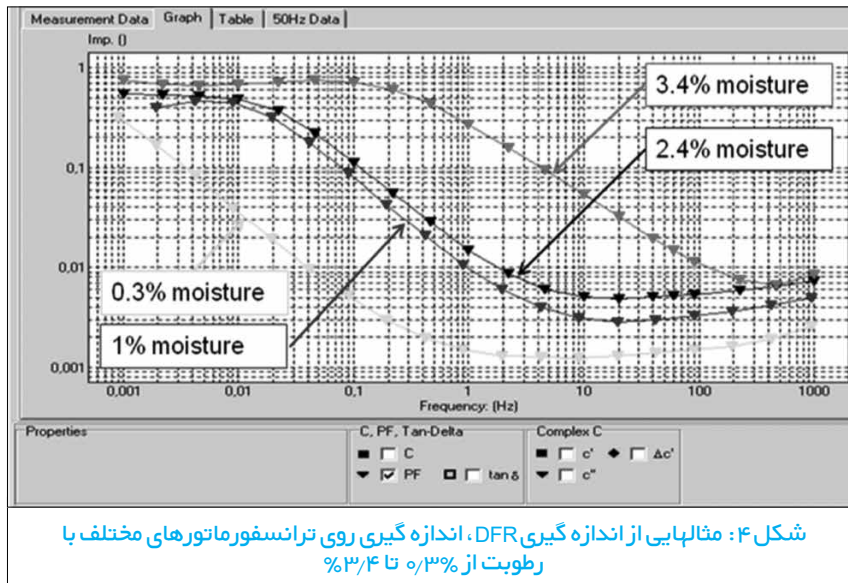 Measurement Data Graph Table 50Hz Data
Imp. ()
1
0.1
0.01
0.001
3.4% moisture
2.4% moisture
0.3% moisture
1% moisture
0,001 0,01 0,1 1 10 100 1000
Frequency: (Hz)
Properties
C, PF, Tan-Delta
C
PF tan δ
Complex C
c' Δc'
c''
شکل ۴: مثالهایی از اندازه گیری DFR، اندازه گیری روی ترانسفورماتورهای مختلف با
رطوبت از ۰/۳% تا ۳/۴%